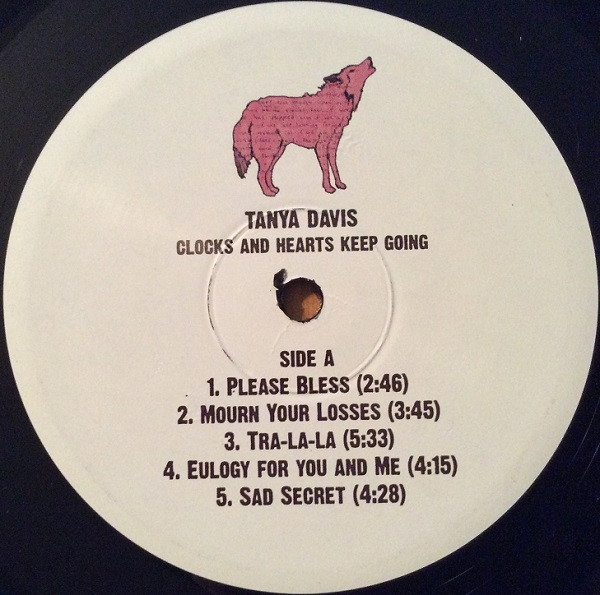 TANYA DAVIS
CLOCKS AND HEARTS KEEP GOING
SIDE A
1. PLEASE BLESS (2:46)
2. MOURN YOUR LOSSES (3:45)
3. TRA-LA-LA (5:33)
4. EULOGY FOR YOU AND ME (4:15)
5. SAD SECRET (4:28)